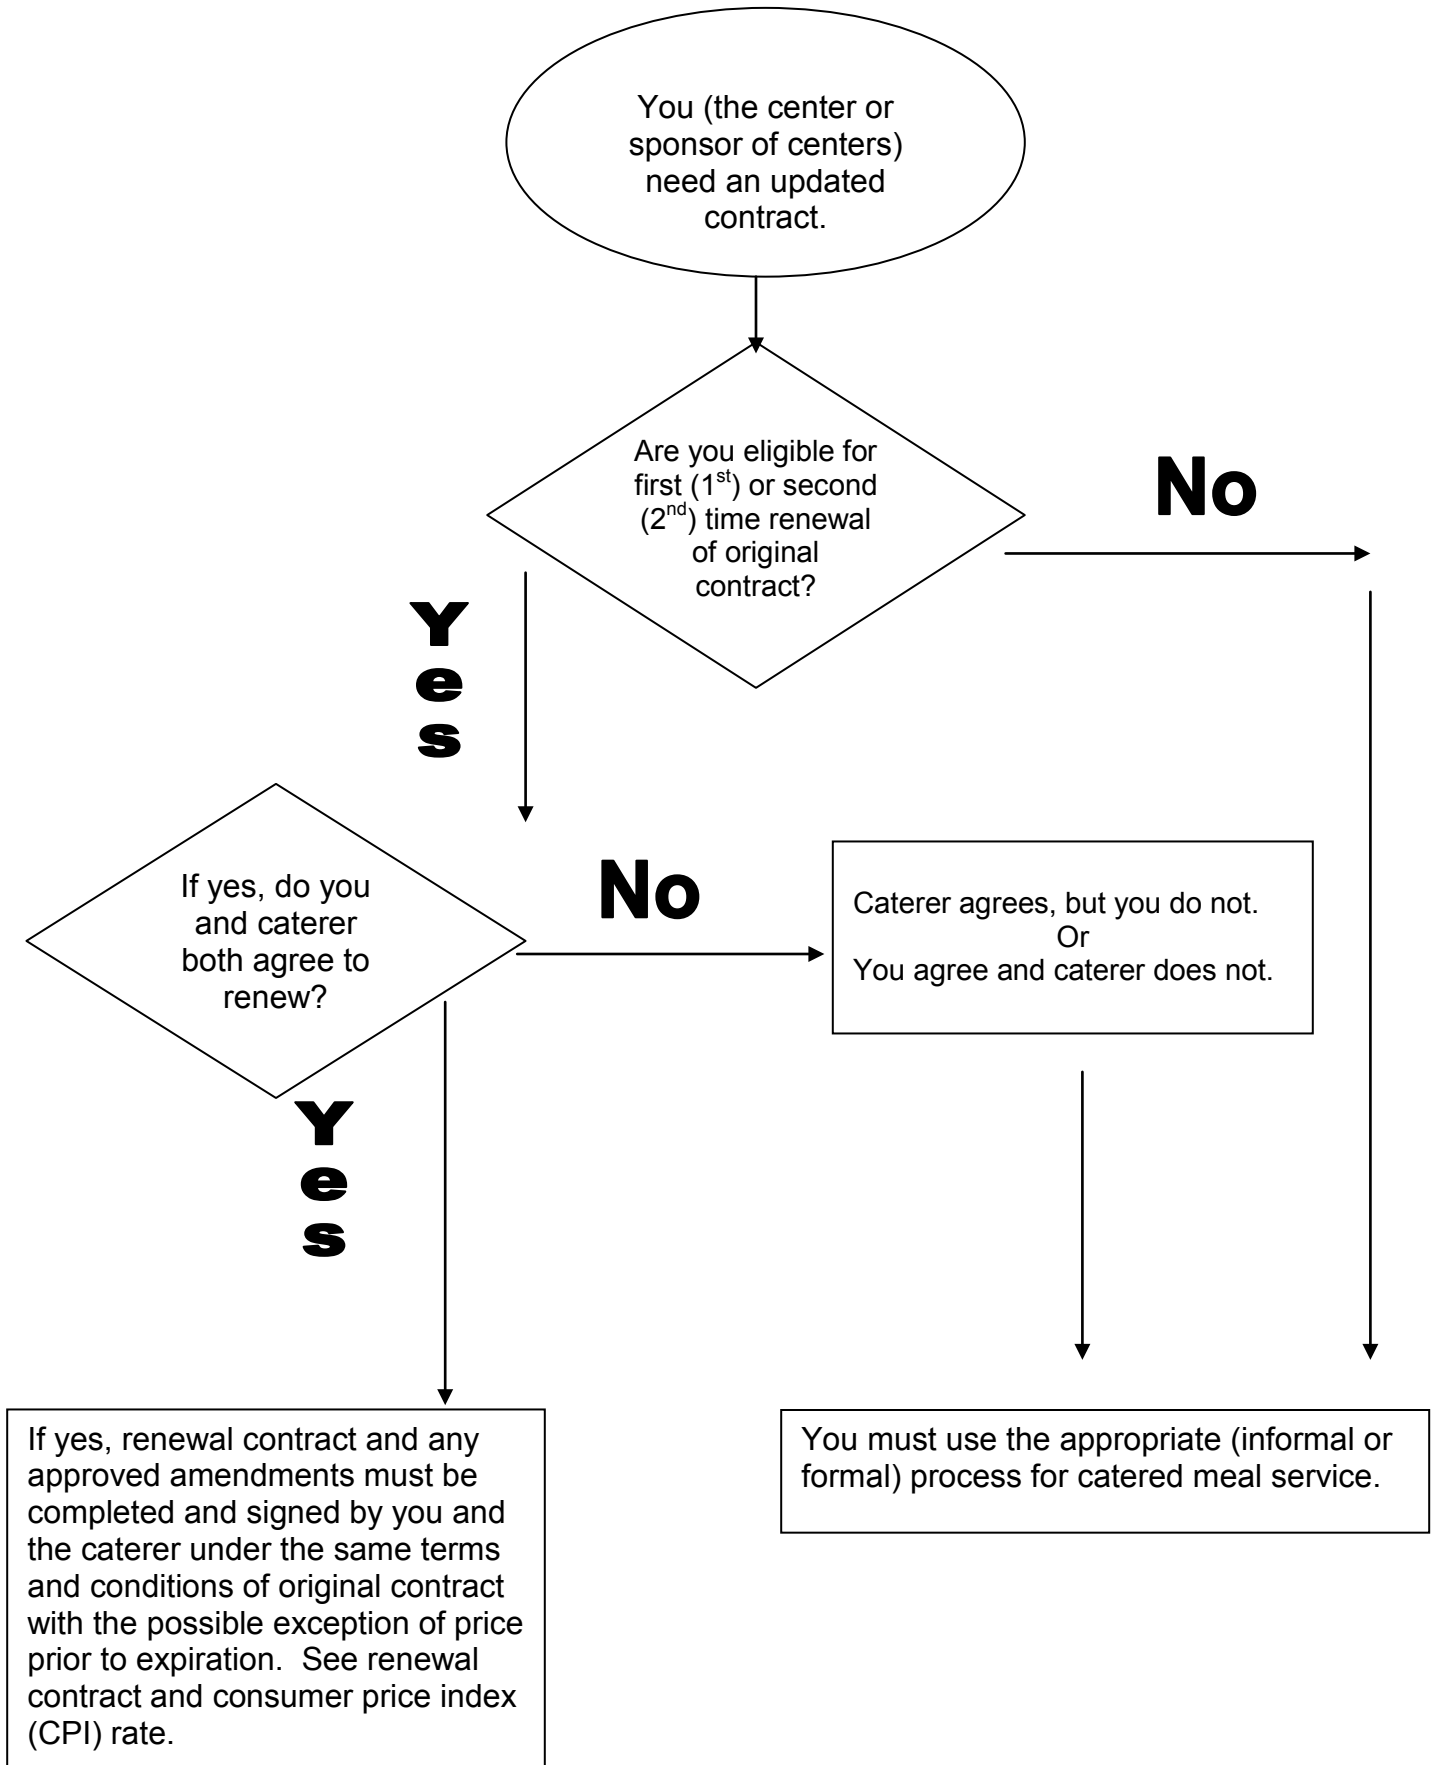 You (the center or
sponsor of centers)
need an updated
contract.
Are you eligible for
first (1st) or second
(2nd) time renewal
of original
contract?
No
Yes
If yes, do you
and caterer
both agree to
renew?
No
Caterer agrees, but you do not.
Or
You agree and caterer does not.
Yes
If yes, renewal contract and any
approved amendments must be
completed and signed by you and
the caterer under the same terms
and conditions of original contract
with the possible exception of price
prior to expiration.  See renewal
contract and consumer price index
(CPI) rate.
You must use the appropriate (informal or
formal) process for catered meal service.